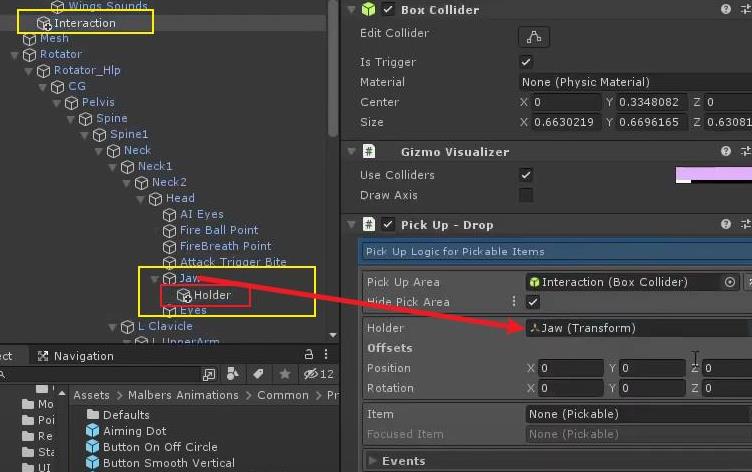 Wings Sounds
Interaction
Mesh
Rotator
Rotator_Hlp
CG
Pelvis
Spine
Spine1
Neck
Neck1
Neck2
Head
AI Eyes
Fire Ball Point
FireBreath Point
Attack Trigger Bite
Jaw
Holder
Eyes
L Clavicle
L UpperArm
Box Collider
Edit Collider
Is Trigger
Material None (Physic Material)
Center X 0 Y 0.3348082 Z 0
Size X 0.6630219 Y 0.6696165 Z 0.63081
Gizmo Visualizer
Use Colliders
Draw Axis
Pick Up - Drop
Pick Up Logic for Pickable Items
Pick Up Area Interaction (Box Collider)
Hide Pick Area
Holder Jaw (Transform)
Offsets
Position X 0 Y 0 Z 0
Rotation X 0 Y 0 Z 0
Item None (Pickable)
Focused Item None (Pickable)
Events
ect Navigation
12
Assets > Malbers Animations > Common > Pr
Mo
Poi
Re
Sta
UI
Defaults
Aiming Dot
Button On Off Circle
Button Smooth Vertical